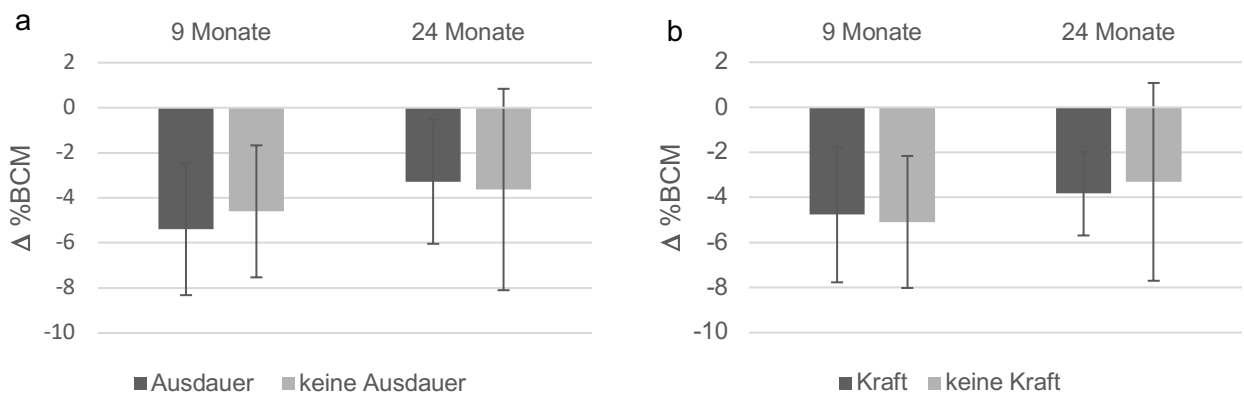 a
9 Monate 24 Monate
2
0
-2
-4
-6
-8
-10
Δ %BCM
Ausdauer keine Ausdauer
b
9 Monate 24 Monate
2
0
-2
-4
-6
-8
-10
Δ %BCM
Kraft keine Kraft